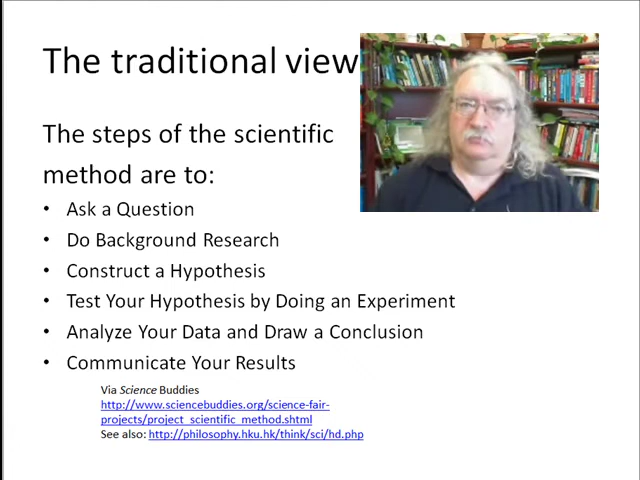 The traditional view
The steps of the scientific
method are to:
• Ask a Question
• Do Background Research
• Construct a Hypothesis
• Test Your Hypothesis by Doing an Experiment
• Analyze Your Data and Draw a Conclusion
• Communicate Your Results
Via Science Buddies
http://www.sciencebuddies.org/science-fair-
projects/project_scientific_method.shtml
See also: http://philosophy.hku.hk/think/sci/hd.php